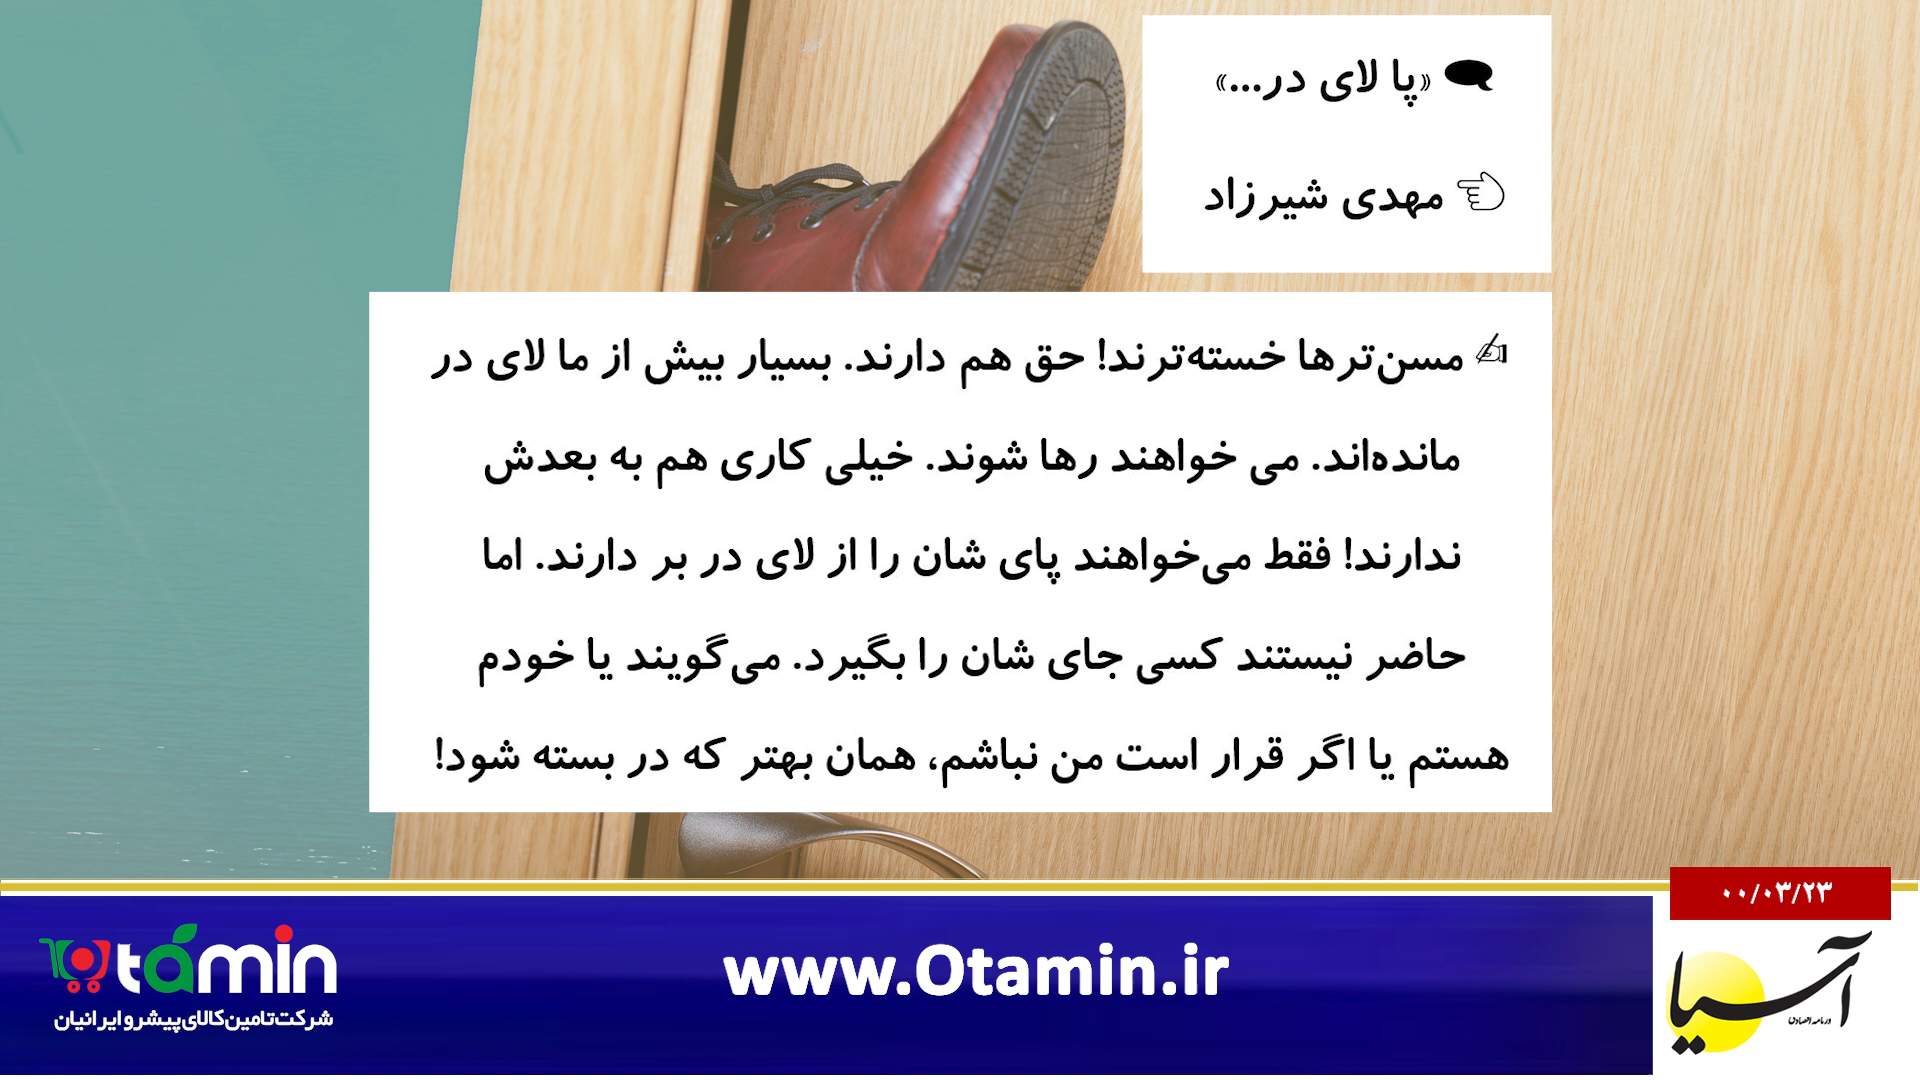 «پا لای در...»
مهدی شیرزاد
مسن‌ترها خسته‌ترند! حق هم دارند. بسیار بیش از ما لای در
مانده‌اند. می خواهند رها شوند. خیلی کاری هم به بعدش
ندارند! فقط می‌خواهند پای شان را از لای در بر دارند. اما
حاضر نیستند کسی جای شان را بگیرد. می‌گویند یا خودم
هستم یا اگر قرار است من نباشم، همان بهتر که در بسته شود!
۰۰/۰۳/۲۳
آسیا
otamin
شرکت تامین کالای پیشرو ایرانیان
www.Otamin.ir